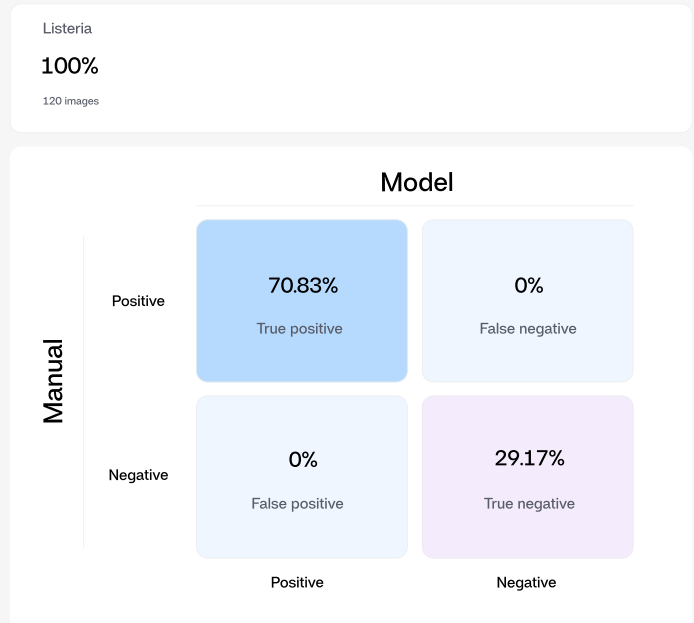 Listeria
100%
120 images
Model
Manual
Positive
70.83%
True positive
0%
False negative
Negative
0%
False positive
29.17%
True negative
Positive
Negative